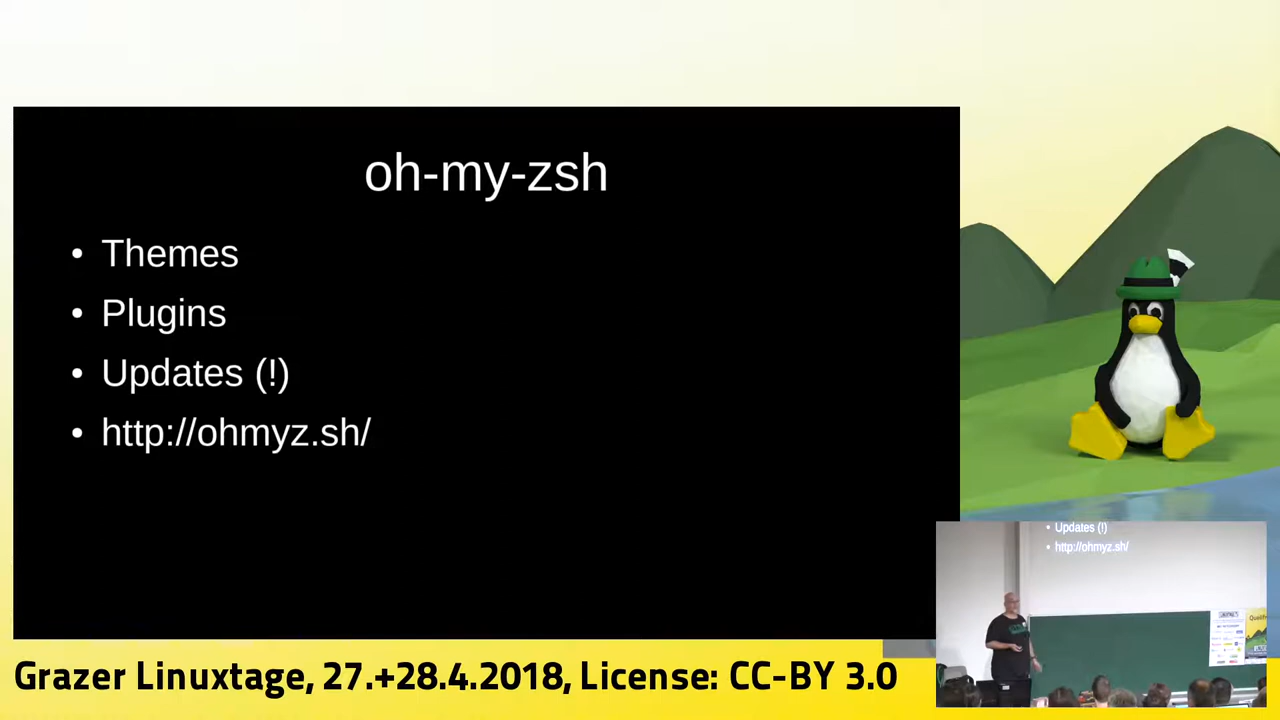 oh-my-zsh
• Themes
• Plugins
• Updates (!)
• http://ohmyz.sh/
• Updates (!)
• http://ohmyz.sh/
Grazer Linuxtage, 27.+28.4.2018, License: CC-BY 3.0